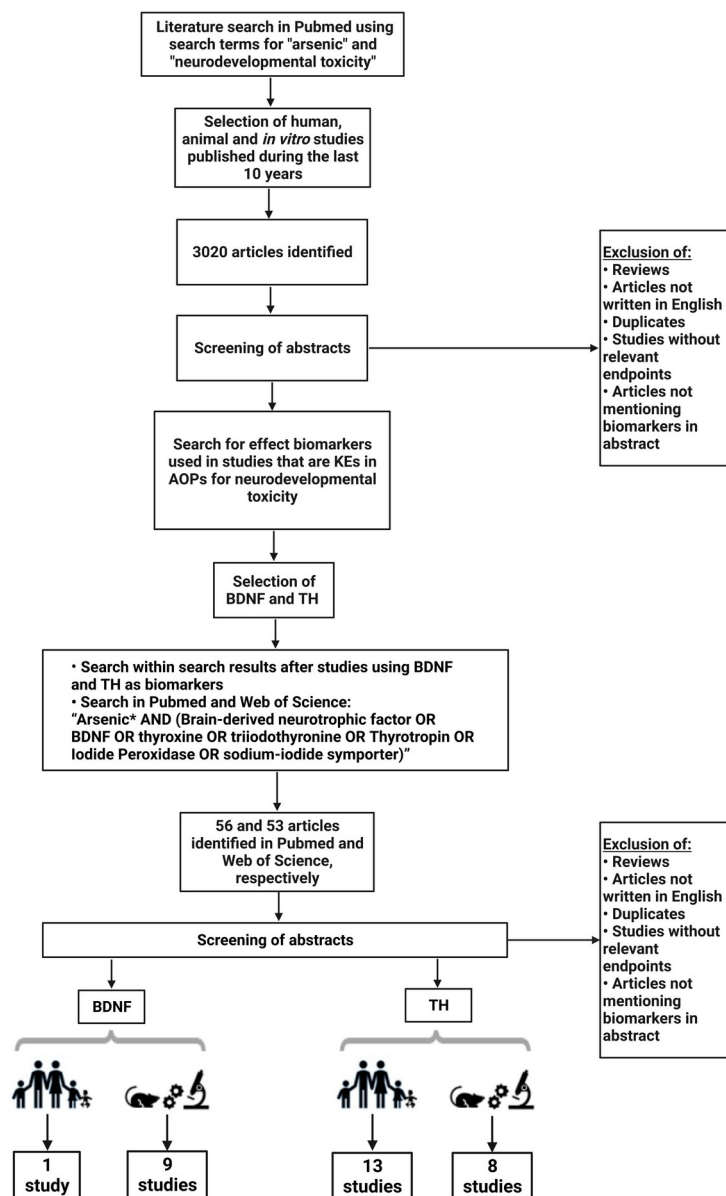 Literature search in Pubmed using
search terms for "arsenic" and
"neurodevelopmental toxicity"
Selection of human,
animal and in vitro studies
published during the last
10 years
3020 articles identified
Exclusion of:
• Reviews
• Articles not
written in English
• Duplicates
• Studies without
relevant
endpoints
• Articles not
mentioning
biomarkers in
abstract
Screening of abstracts
Search for effect biomarkers
used in studies that are KEs in
AOPs for neurodevelopmental
toxicity
Selection of
BDNF and TH
• Search within search results after studies using BDNF
and TH as biomarkers
• Search in Pubmed and Web of Science:
“Arsenic* AND (Brain-derived neurotrophic factor OR
BDNF OR thyroxine OR triiodothyronine OR Thyrotropin OR
Iodide Peroxidase OR sodium-iodide symporter)”
56 and 53 articles
identified in Pubmed and
Web of Science,
respectively
Exclusion of:
• Reviews
• Articles not
written in English
• Duplicates
• Studies without
relevant
endpoints
• Articles not
mentioning
biomarkers in
abstract
Screening of abstracts
BDNF
TH
1
study
9
studies
13
studies
8
studies